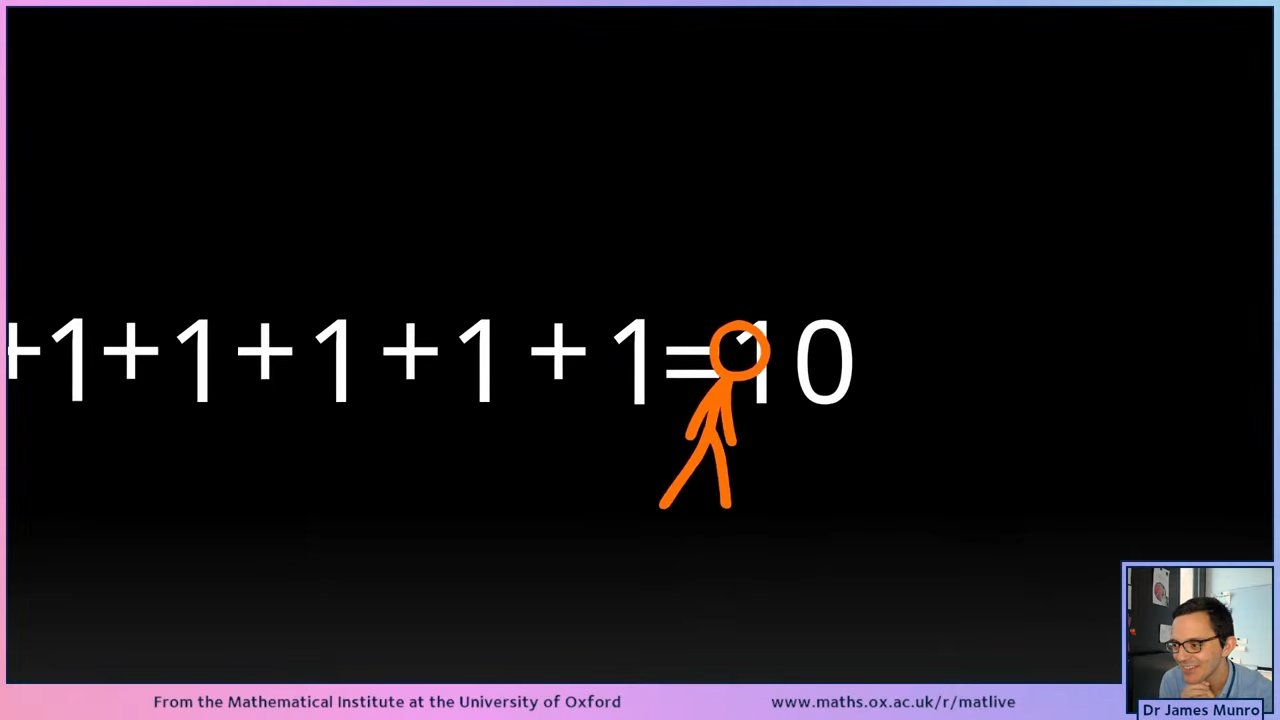 +1+1+1+1+1=10
From the Mathematical Institute at the University of Oxford
www.maths.ox.ac.uk/r/matlive
Dr James Munro